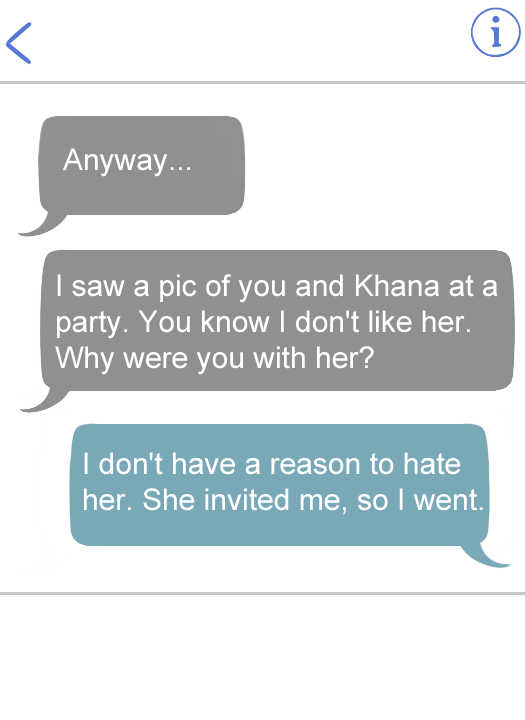 Anyway...
I saw a pic of you and Khana at a
party. You know I don't like her.
Why were you with her?
I don't have a reason to hate
her. She invited me, so I went.